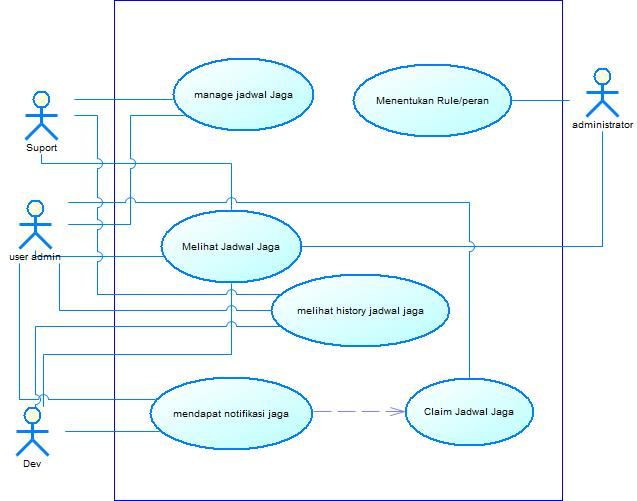 manage jadwal Jaga
Menentukan Rule/peran
administrator
Suport
Melihat Jadwal Jaga
user admin
melihat history jadwal jaga
mendapat notifikasi jaga
Claim Jadwal Jaga
Dev